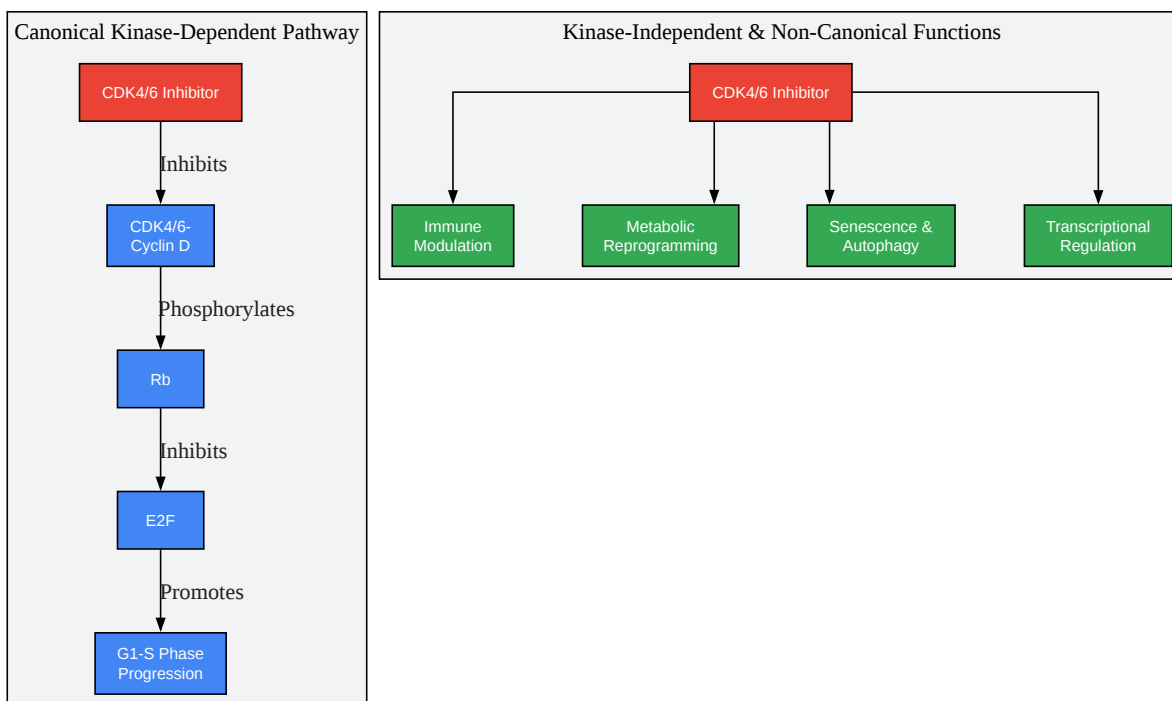 Canonical Kinase-Dependent Pathway
CDK4/6 Inhibitor
Inhibits
CDK4/6-
Cyclin D
Phosphorylates
Rb
Inhibits
E2F
Promotes
G1-S Phase
Progression
Kinase-Independent & Non-Canonical Functions
CDK4/6 Inhibitor
Immune
Modulation
Metabolic
Reprogramming
Senescence &
Autophagy
Transcriptional
Regulation